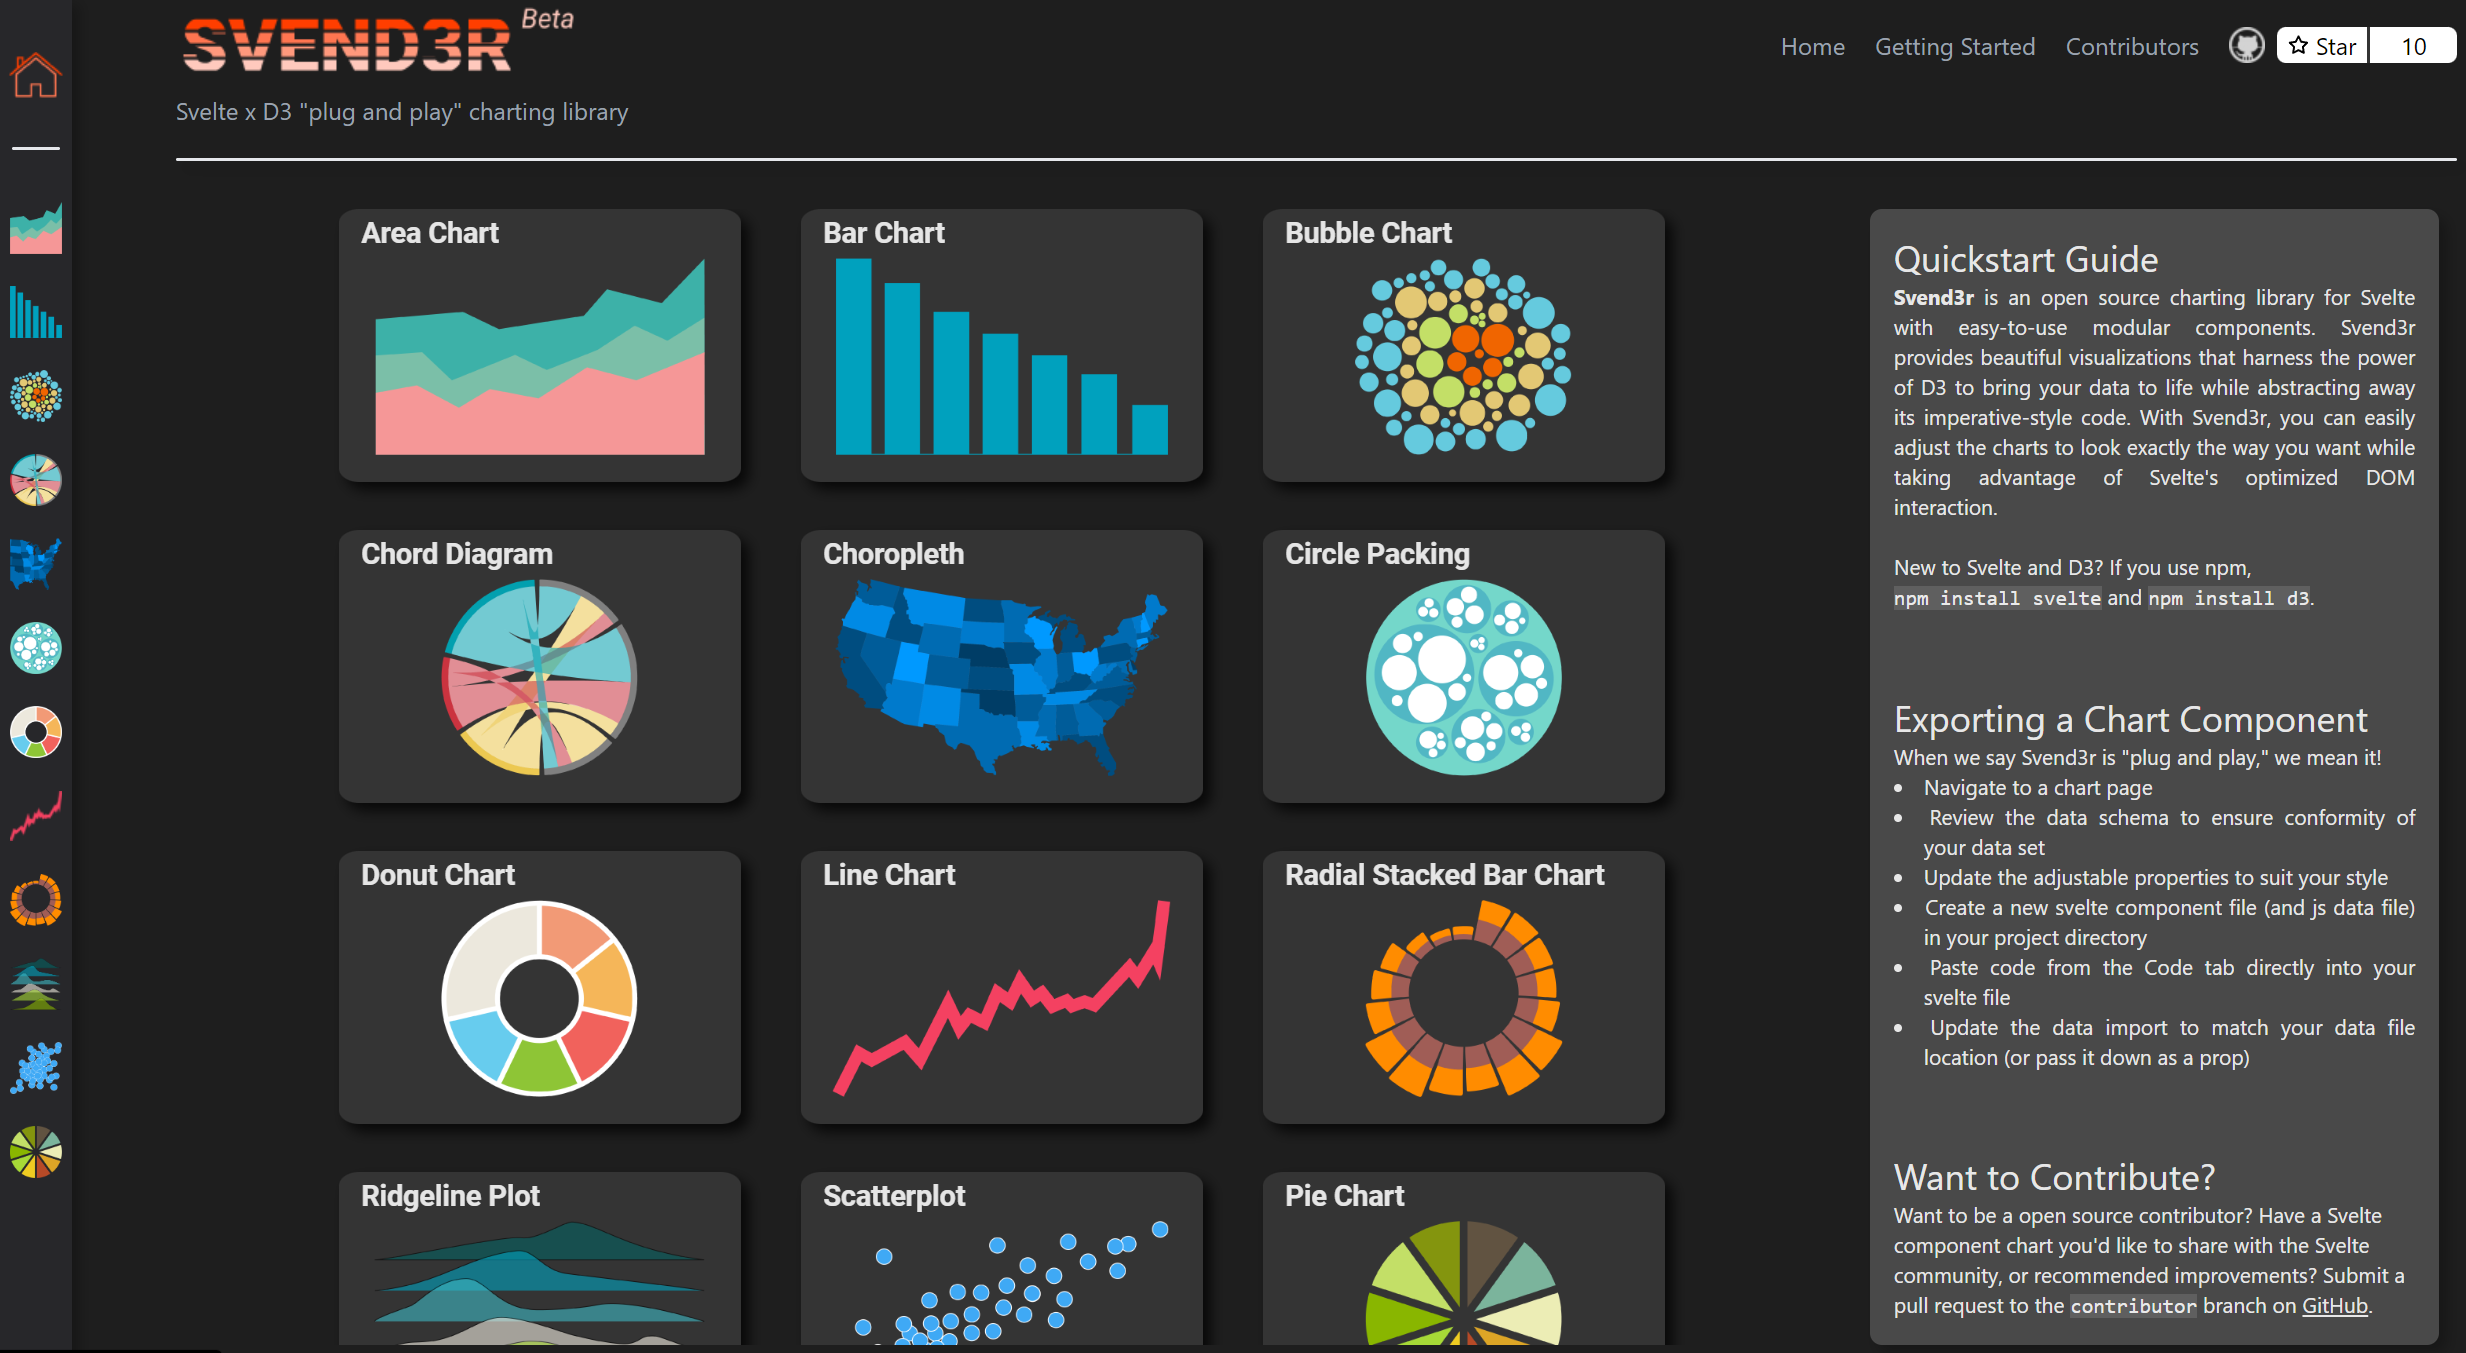 SVEND3R Beta
Home Getting Started Contributors Star 10
Svelte x D3 "plug and play" charting library
Area Chart
Bar Chart
Bubble Chart
Chord Diagram
Choropleth
Circle Packing
Donut Chart
Line Chart
Radial Stacked Bar Chart
Ridgeline Plot
Scatterplot
Pie Chart
Quickstart Guide
Svend3r is an open source charting library for Svelte
with easy-to-use modular components. Svend3r
provides beautiful visualizations that harness the power
of D3 to bring your data to life while abstracting away
its imperative-style code. With Svend3r, you can easily
adjust the charts to look exactly the way you want while
taking advantage of Svelte's optimized DOM
interaction.
New to Svelte and D3? If you use npm,
npm install svelte and npm install d3.
Exporting a Chart Component
When we say Svend3r is "plug and play," we mean it!
• Navigate to a chart page
• Review the data schema to ensure conformity of
your data set
• Update the adjustable properties to suit your style
• Create a new svelte component file (and js data file)
in your project directory
• Paste code from the Code tab directly into your
svelte file
• Update the data import to match your data file
location (or pass it down as a prop)
Want to Contribute?
Want to be a open source contributor? Have a Svelte
component chart you'd like to share with the Svelte
community, or recommended improvements? Submit a
pull request to the contributor branch on GitHub.